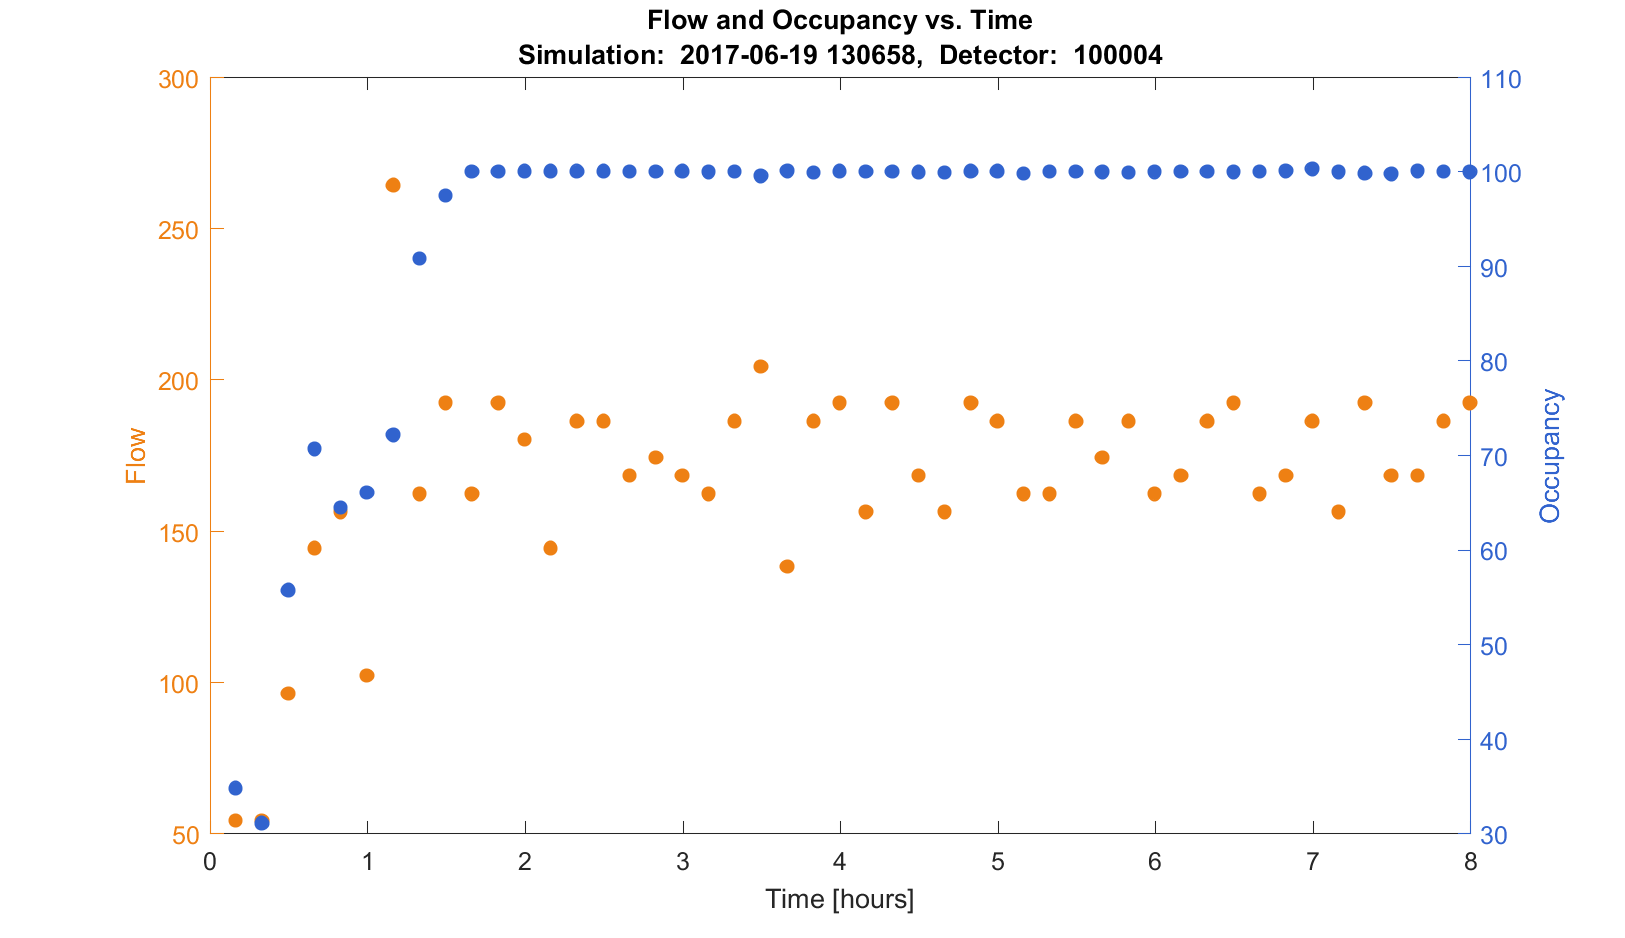 Flow and Occupancy vs. Time
Simulation:  2017-06-19 130658,  Detector:  100004
300
250
200
150
100
50
Flow
110
100
90
80
70
60
50
40
30
Occupancy
0 1 2 3 4 5 6 7 8
Time [hours]